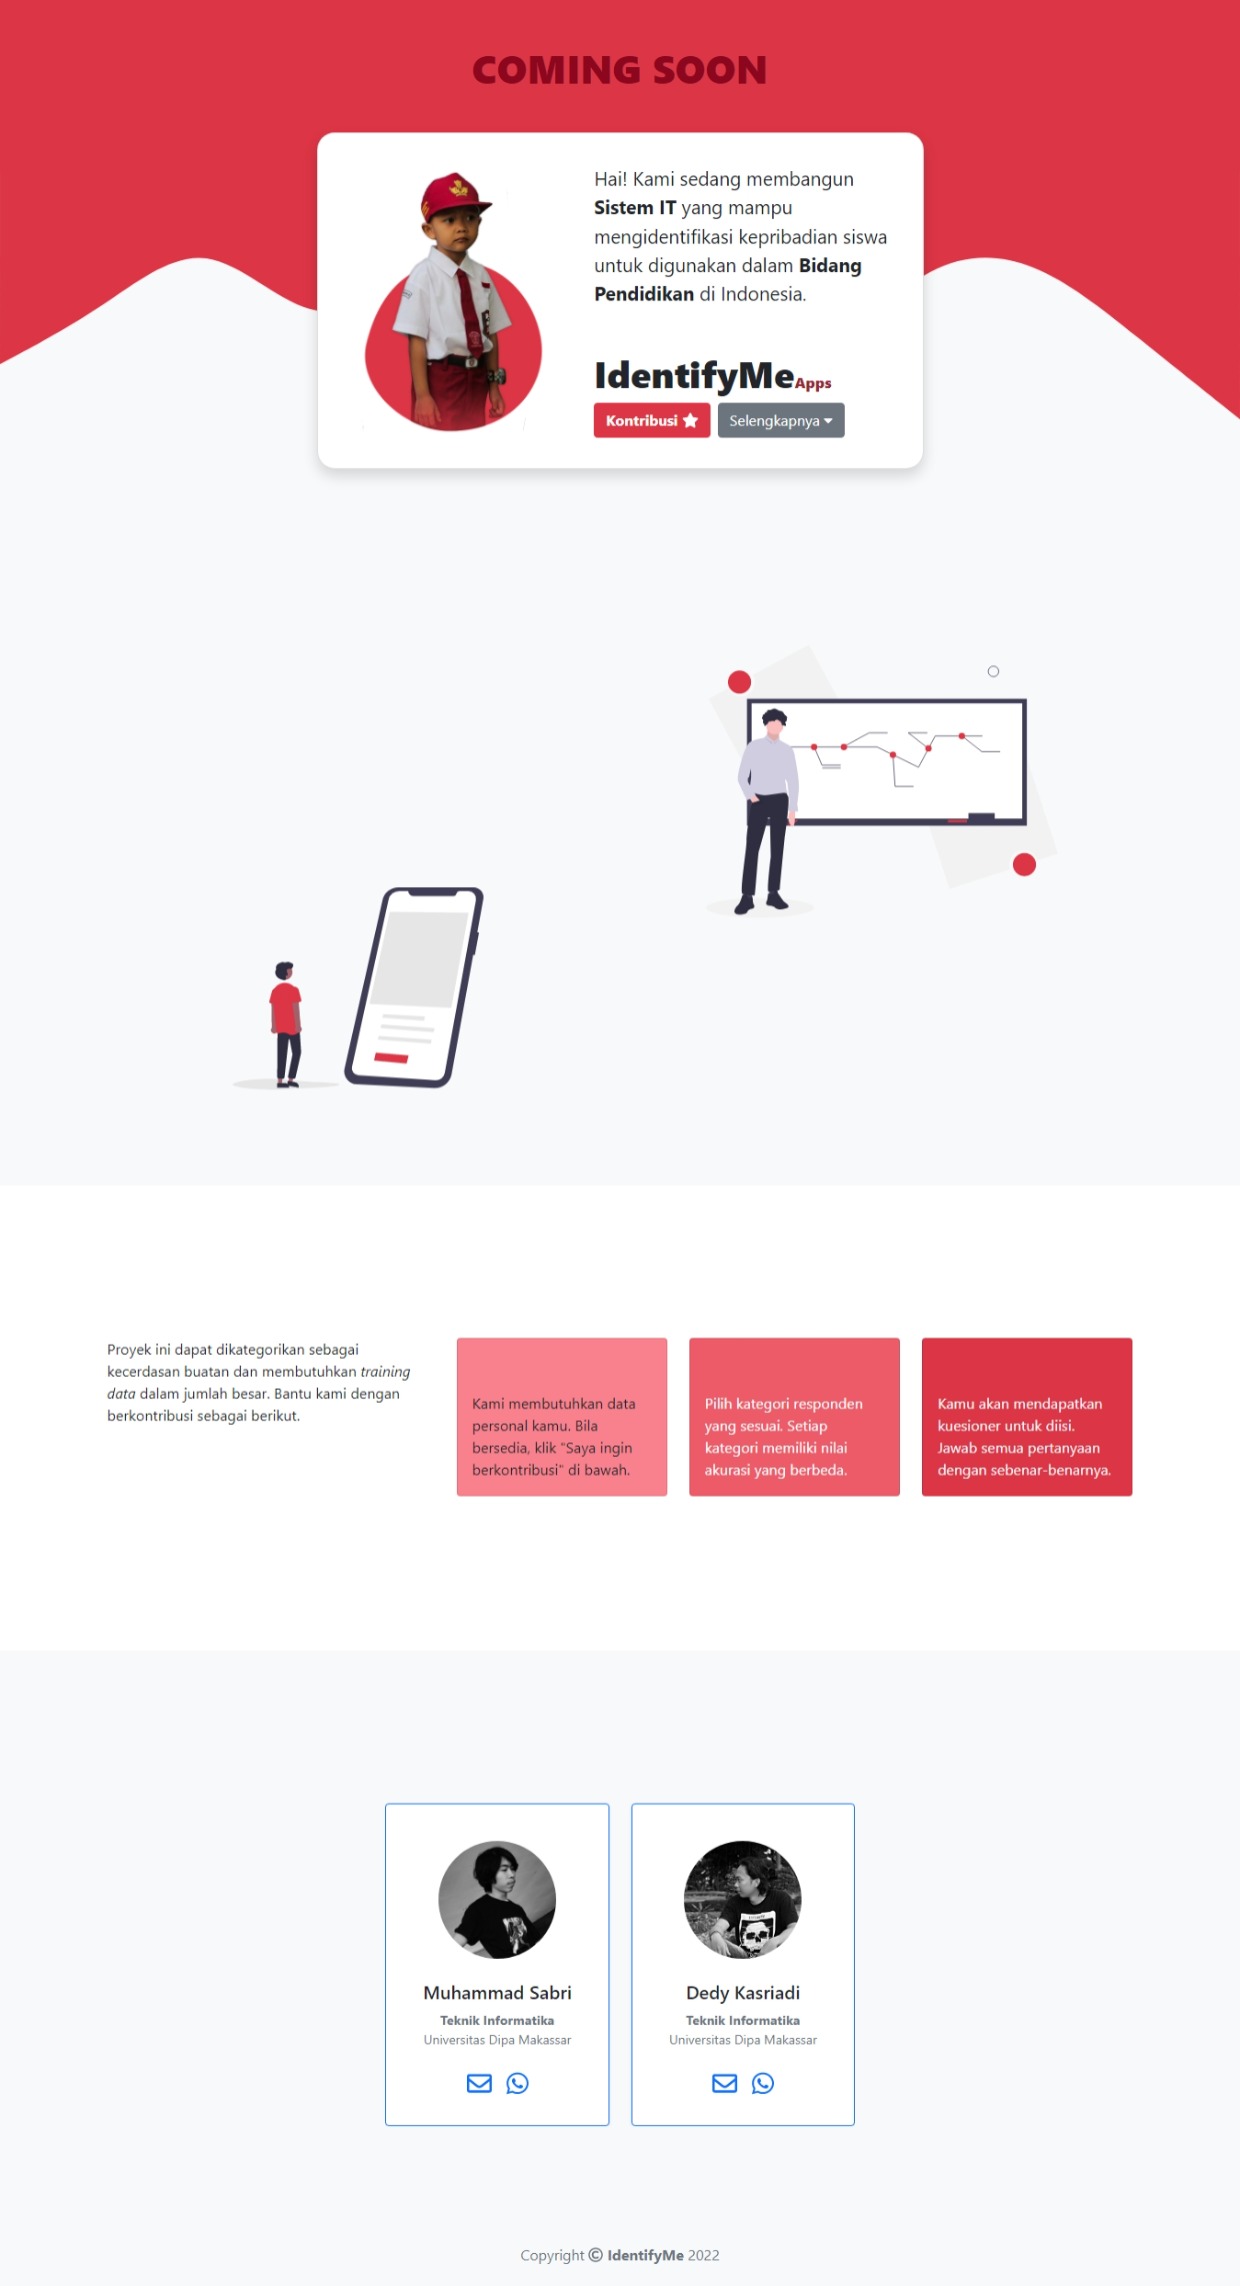 COMING SOON
Hai! Kami sedang membangun
Sistem IT yang mampu
mengidentifikasi kepribadian siswa
untuk digunakan dalam Bidang
Pendidikan di Indonesia.
IdentifyMeApps
Kontribusi
Selengkapnya
Proyek ini dapat dikategorikan sebagai
kecerdasan buatan dan membutuhkan training
data dalam jumlah besar. Bantu kami dengan
berkontribusi sebagai berikut.
Kami membutuhkan data
personal kamu. Bila
bersedia, klik "Saya ingin
berkontribusi" di bawah.
Pilih kategori responden
yang sesuai. Setiap
kategori memiliki nilai
akurasi yang berbeda.
Kamu akan mendapatkan
kuesioner untuk diisi.
Jawab semua pertanyaan
dengan sebenar-benarnya.
Muhammad Sabri
Teknik Informatika
Universitas Dipa Makassar
Dedy Kasriadi
Teknik Informatika
Universitas Dipa Makassar
Copyright © IdentifyMe 2022